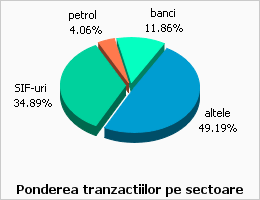 petrol
4.06%
banci
11.86%
SIF-uri
34.89%
altele
49.19%
Ponderea tranzactiilor pe sectoare